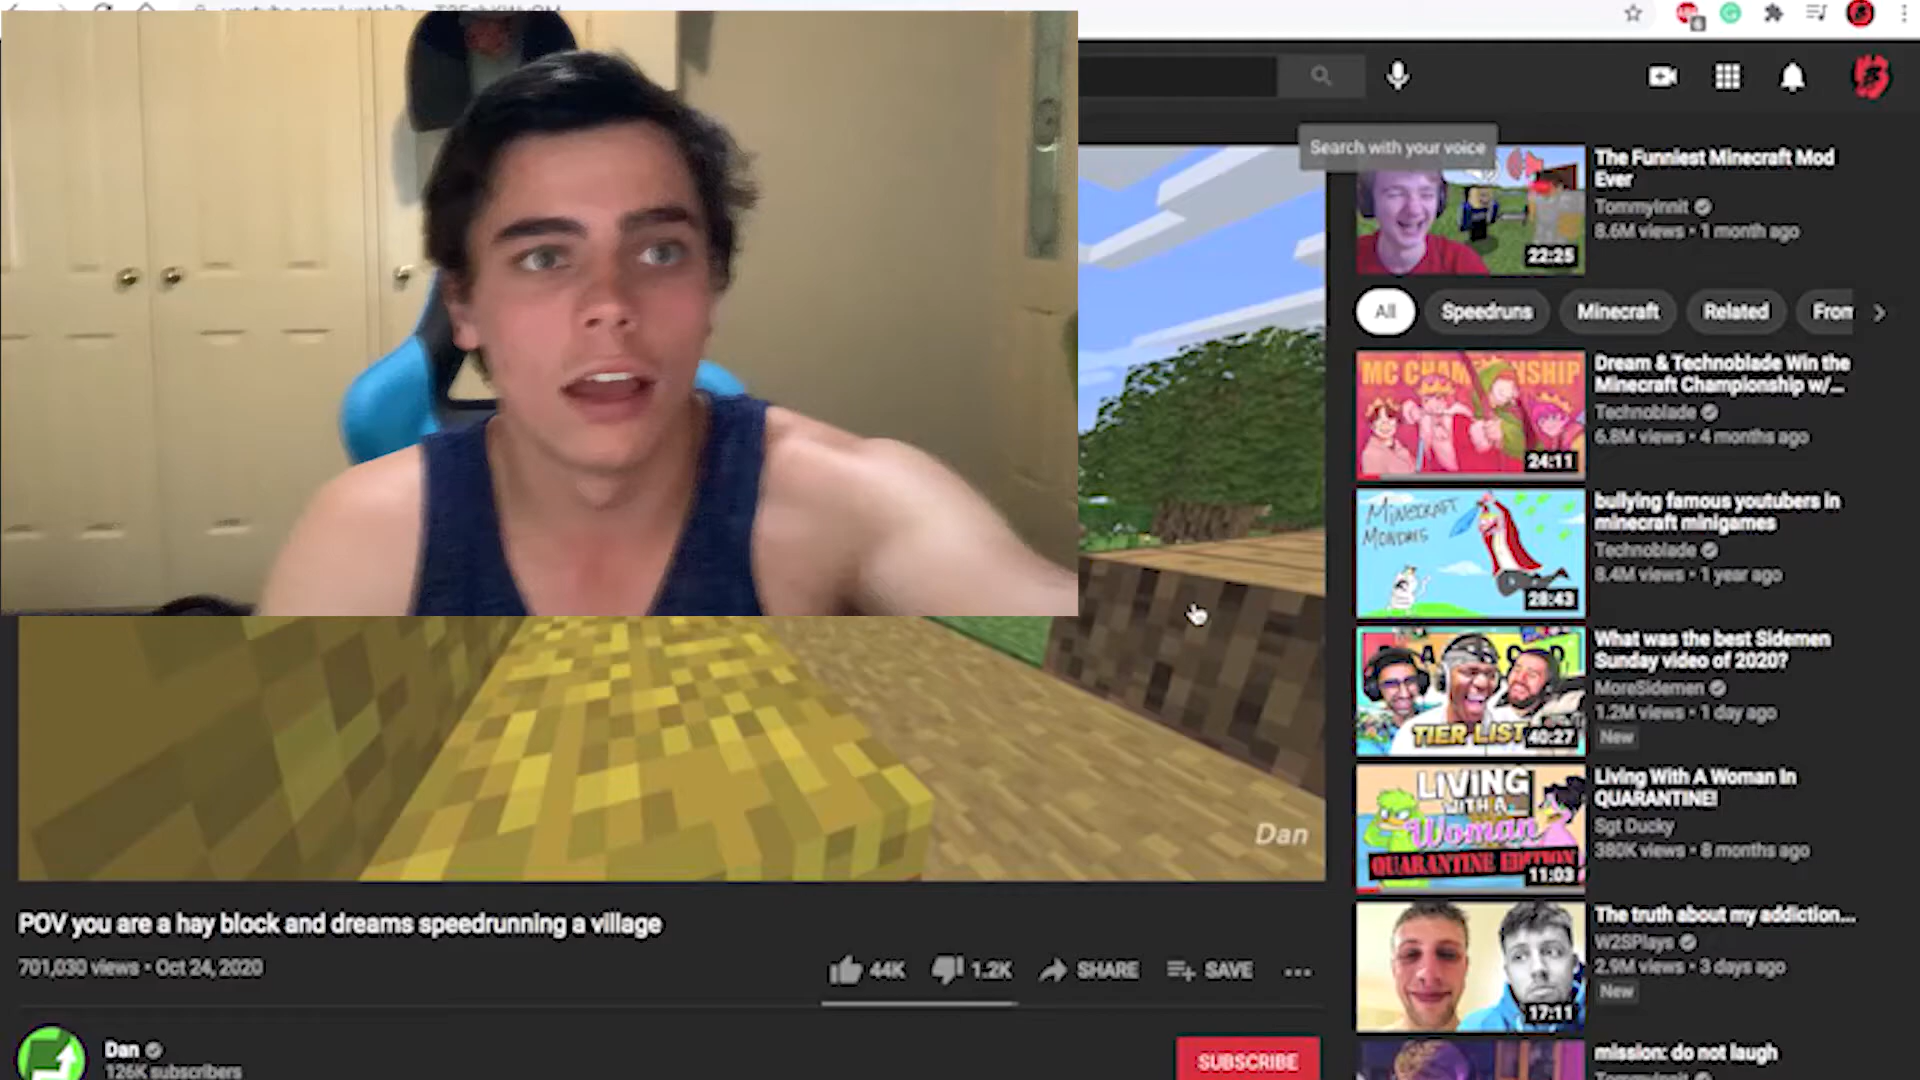 Search with your voice
The Funniest Minecraft Mod
Ever
TommyInnit
8.6M views • 1 month ago
22:25
All
Speedruns
Minecraft
Related
From
MC CHAMPIONSHIP
24:11
Dream & Technoblade Win the
Minecraft Championship w/...
Technoblade
6.8M views • 4 months ago
MINECRAFT
MONDAYS
28:43
bullying famous youtubers in
minecraft minigames
Technoblade
8.4M views • 1 year ago
TIER LIST
40:27
What was the best Sidemen
Sunday video of 2020?
MoreSidemen
1.2M views • 1 day ago
New
LIVING
WITH A
Woman
QUARANTINE EDITION
11:03
Living With A Woman In
QUARANTINE!
Sgt Ducky
380K views • 8 months ago
17:11
The truth about my addiction...
W2SPlays
2.9M views • 3 days ago
New
mission: do not laugh
Dan
POV you are a hay block and dreams speedrunning a village
701,030 views • Oct 24, 2020
44K
1.2K
SHARE
SAVE
Dan
126K subscribers
SUBSCRIBE